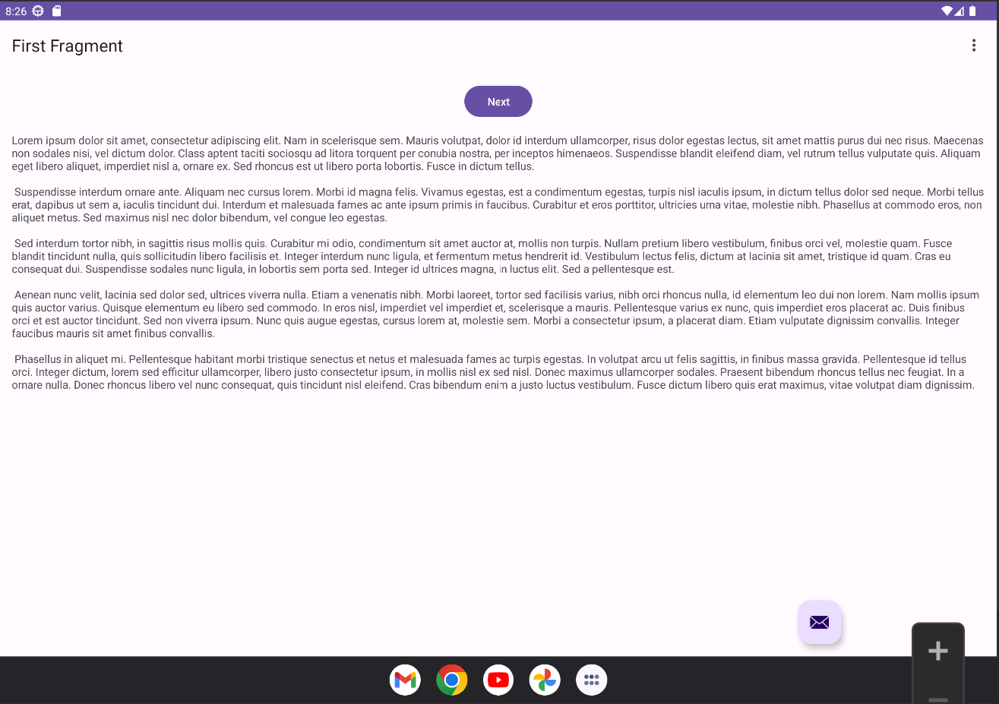 8:26
First Fragment
Next
Lorem ipsum dolor sit amet, consectetur adipiscing elit. Nam in scelerisque sem. Mauris volutpat, dolor id interdum ullamcorper, risus dolor egestas lectus, sit amet mattis purus dui nec risus. Maecenas
non sodales nisi, vel dictum dolor. Class aptent taciti sociosqu ad litora torquent per conubia nostra, per inceptos himenaeos. Suspendisse blandit eleifend diam, vel rutrum tellus vulputate quis. Aliquam
eget libero aliquet, imperdiet nisl a, ornare ex. Sed rhoncus est ut libero porta lobortis. Fusce in dictum tellus.
Suspendisse interdum ornare ante. Aliquam nec cursus lorem. Morbi id magna felis. Vivamus egestas, est a condimentum egestas, turpis nisl iaculis ipsum, in dictum tellus dolor sed neque. Morbi tellus
erat, dapibus ut sem a, iaculis tincidunt dui. Interdum et malesuada fames ac ante ipsum primis in faucibus. Curabitur et eros porttitor, ultricies urna vitae, molestie nibh. Phasellus at commodo eros, non
aliquet metus. Sed maximus nisl nec dolor bibendum, vel congue leo egestas.
Sed interdum tortor nibh, in sagittis risus mollis quis. Curabitur mi odio, condimentum sit amet auctor at, mollis non turpis. Nullam pretium libero vestibulum, finibus orci vel, molestie quam. Fusce
blandit tincidunt nulla, quis sollicitudin libero facilisis et. Integer interdum nunc ligula, et fermentum metus hendrerit id. Vestibulum lectus felis, dictum at lacinia sit amet, tristique id quam. Cras eu
consequat dui. Suspendisse sodales nunc ligula, in lobortis sem porta sed. Integer id ultrices magna, in luctus elit. Sed a pellentesque est.
Aenean nunc velit, lacinia sed dolor sed, ultrices viverra nulla. Etiam a venenatis nibh. Morbi laoreet, tortor sed facilisis varius, nibh orci rhoncus nulla, id elementum leo dui non lorem. Nam mollis ipsum
quis auctor varius. Quisque elementum eu libero sed commodo. In eros nisl, imperdiet vel imperdiet et, scelerisque a mauris. Pellentesque varius ex nunc, quis imperdiet eros placerat ac. Duis finibus
orci et est auctor tincidunt. Sed non viverra ipsum. Nunc quis augue egestas, cursus lorem at, molestie sem. Morbi a consectetur ipsum, a placerat diam. Etiam vulputate dignissim convallis. Integer
faucibus mauris sit amet finibus convallis.
Phasellus in aliquet mi. Pellentesque habitant morbi tristique senectus et netus et malesuada fames ac turpis egestas. In volutpat arcu ut felis sagittis, in finibus massa gravida. Pellentesque id tellus
orci. Integer dictum, lorem sed efficitur ullamcorper, libero justo consectetur ipsum, in mollis nisl ex sed nisl. Donec maximus ullamcorper sodales. Praesent bibendum rhoncus tellus nec feugiat. In a
ornare nulla. Donec rhoncus libero vel nunc consequat, quis tincidunt nisl eleifend. Cras bibendum enim a justo luctus vestibulum. Fusce dictum libero quis erat maximus, vitae volutpat diam dignissim.